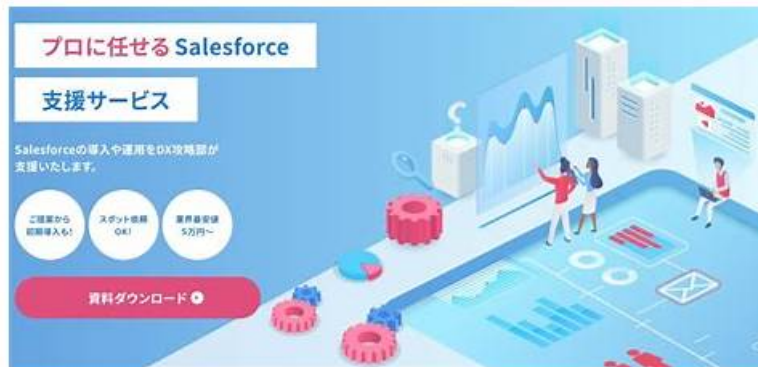 プロに任せる Salesforce
支援サービス
Salesforceの導入や運用をDX攻略部が
支援いたします。
ご提案から
初期導入も!
スポット依頼
OK!
業界最安値
5万円〜
資料ダウンロード